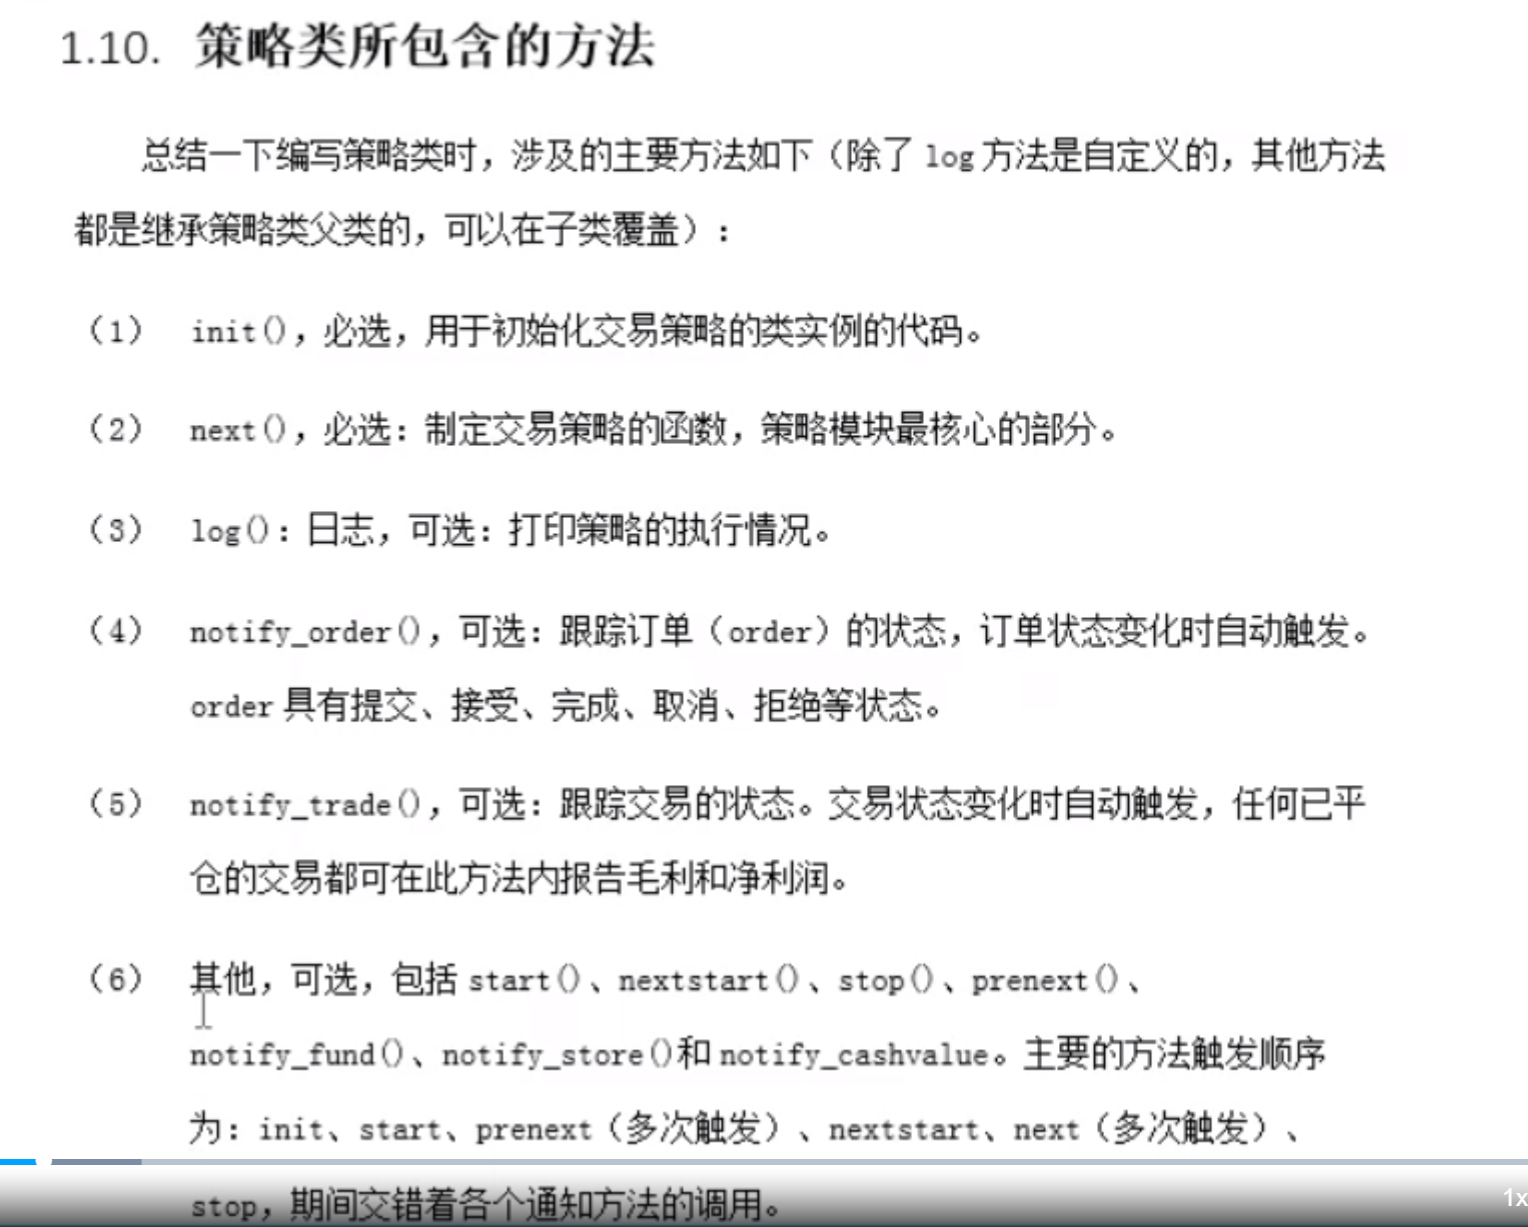 1.10. 策略类所包含的方法
总结一下编写策略类时，涉及的主要方法如下（除了 log 方法是自定义的，其他方法
都是继承策略类父类的，可以在子类覆盖）：
（1） init()，必选，用于初始化交易策略的类实例的代码。
（2） next()，必选：制定交易策略的函数，策略模块最核心的部分。
（3） log()：日志，可选：打印策略的执行情况。
（4） notify_order()，可选：跟踪订单（order）的状态，订单状态变化时自动触发。
order 具有提交、接受、完成、取消、拒绝等状态。
（5） notify_trade()，可选：跟踪交易的状态。交易状态变化时自动触发，任何已平
仓的交易都可在此方法内报告毛利和净利润。
（6） 其他，可选，包括 start()、nextstart()、stop()、prenext()、
notify_fund()、notify_store()和 notify_cashvalue。主要的方法触发顺序
为：init、start、prenext（多次触发）、nextstart、next（多次触发）、
stop，期间交错着各个通知方法的调用。
1x